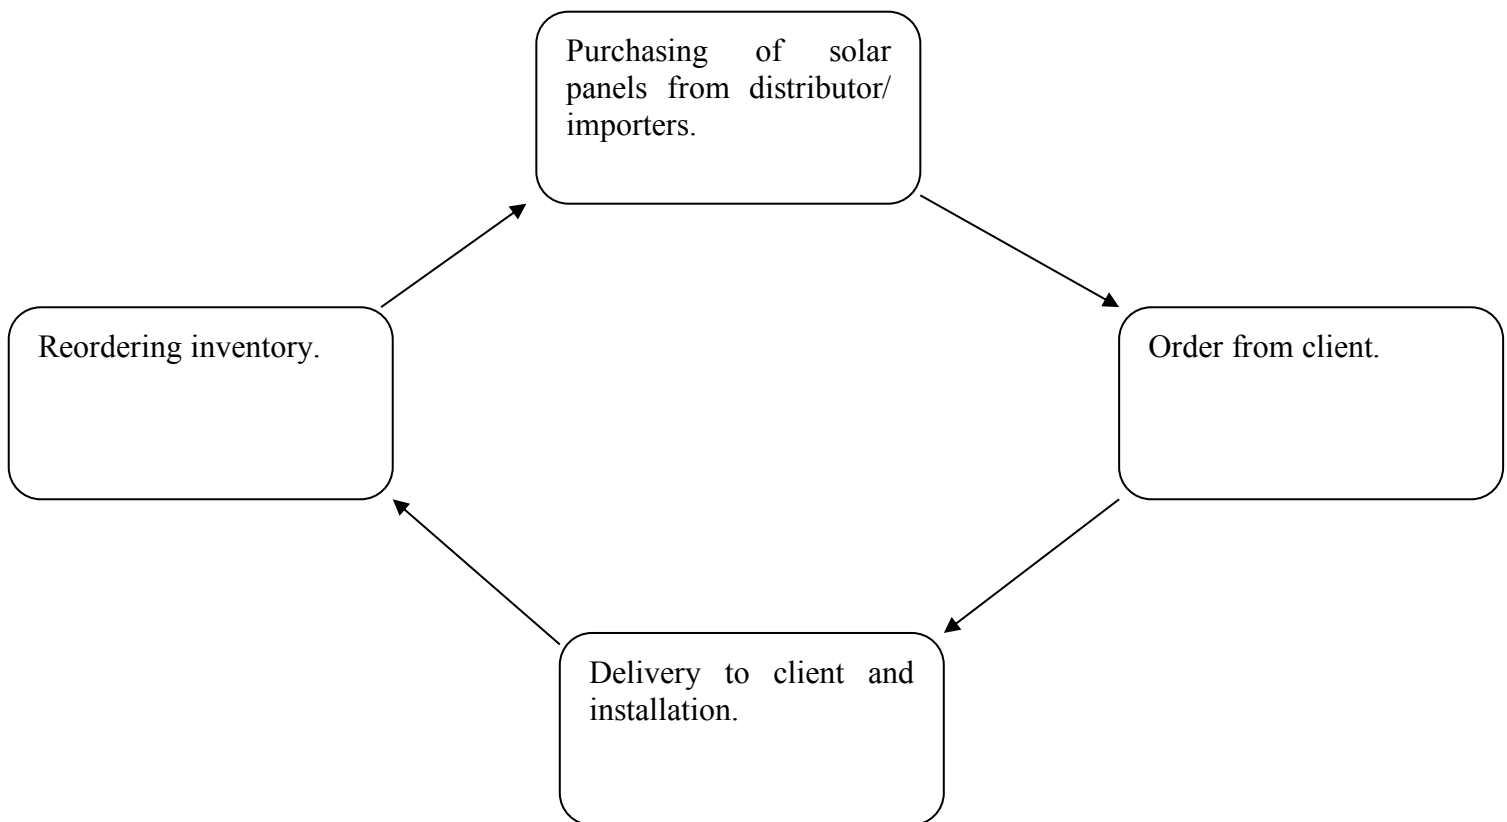 Purchasing of solar
panels from distributor/
importers.
Reordering inventory.
Order from client.
Delivery to client and
installation.